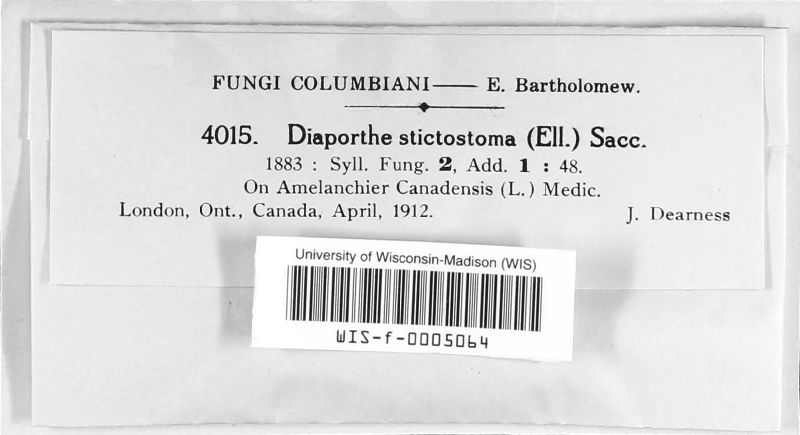 FUNGI COLUMBIANI—— E. Bartholomew.
4015. Diaporthe stictostoma (Ell.) Sacc.
1883 : Syll. Fung. 2, Add. 1 : 48.
On Amelanchier Canadensis (L.) Medic.
London, Ont., Canada, April, 1912. J. Dearness
University of Wisconsin-Madison (WIS)
WIS-f-0005064